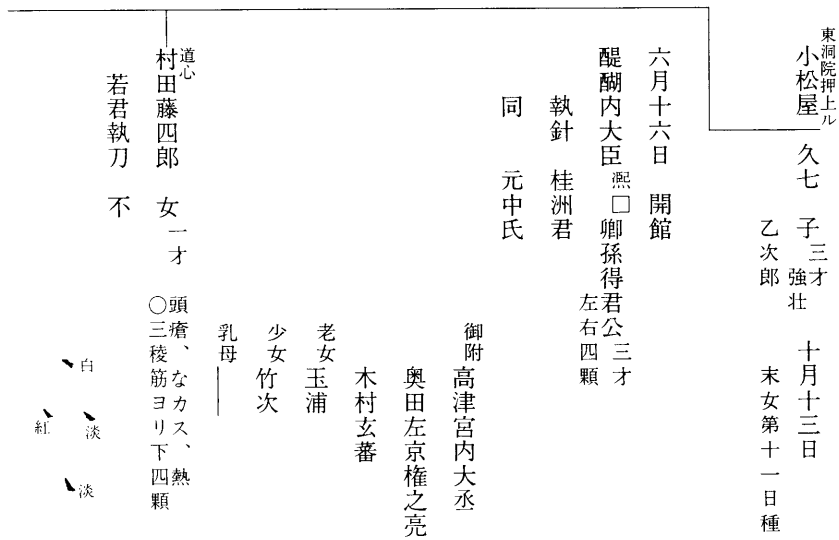 東洞院押上ル
小松屋 久七 子 三才 強壮 十月十三日
乙次郎 末女第十一日種
六月十六日 開館
醍醐内大臣 熈□卿孫得君公 三才
左右四顆
執針 桂洲君
同 元中氏
御附 高津宮内大丞
奥田左京権之亮
木村玄蕃
老女 玉浦
少女 竹次
乳母
道心
村田藤四郎 女 一才 頭瘡、なカス、熱
○三稜筋ヨリ下四顆
若君執刀 不
白
淡
紅
淡